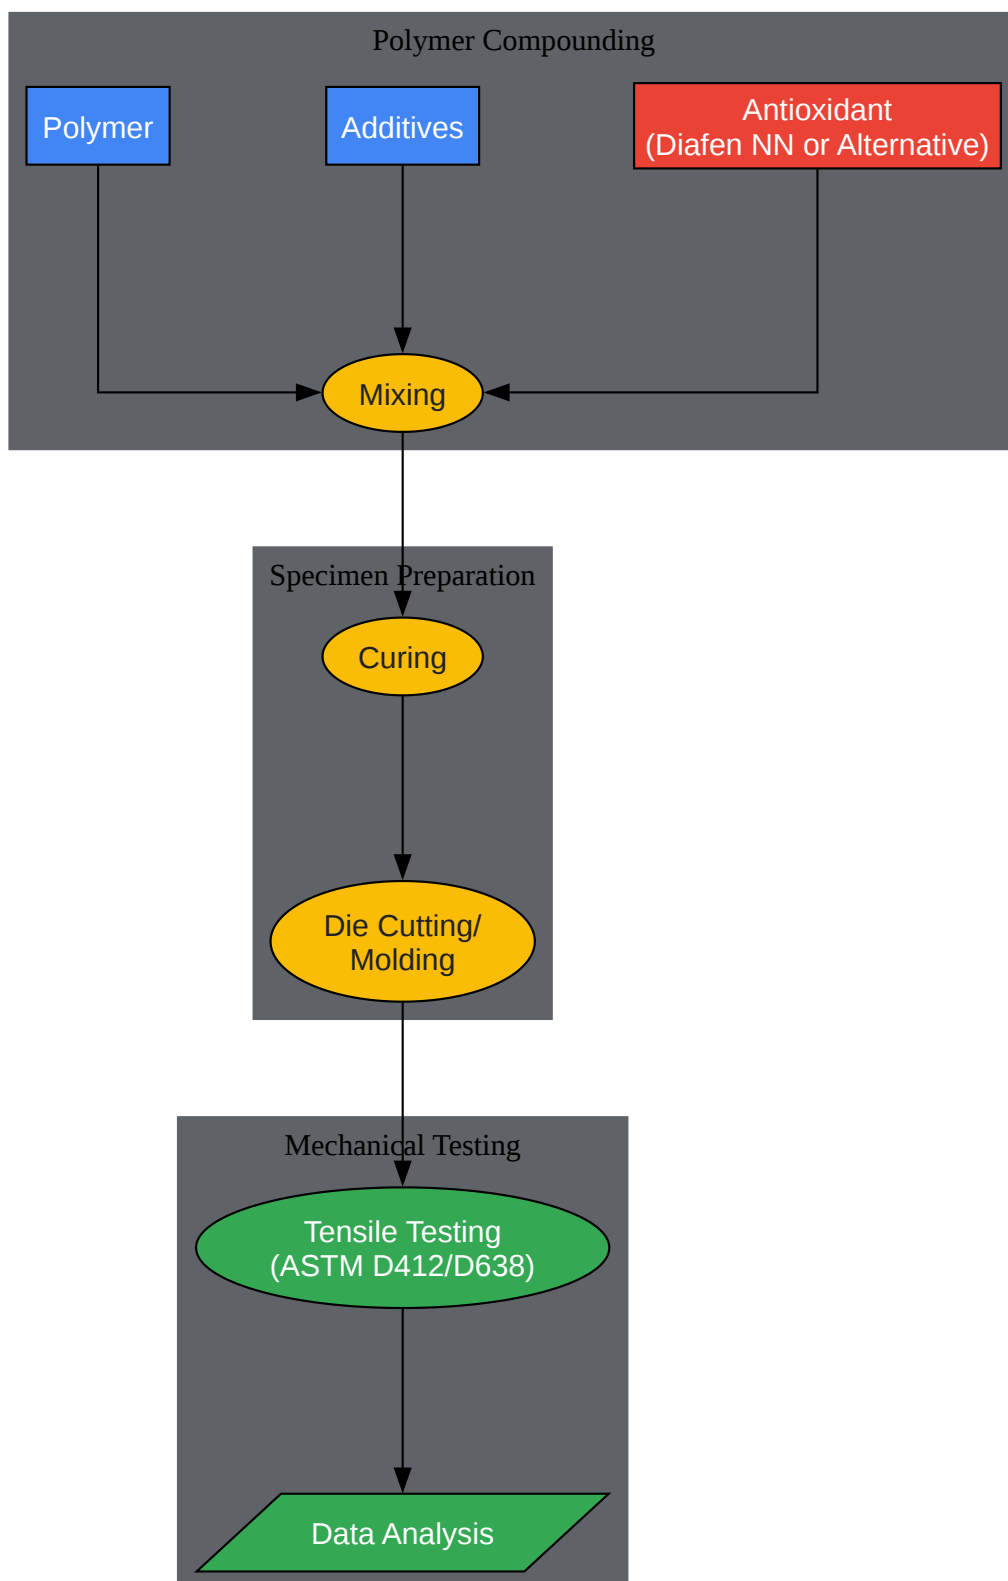 Polymer Compounding
Polymer
Additives
Antioxidant
(Diafen NN or Alternative)
Mixing
Specimen Preparation
Curing
Die Cutting/
Molding
Mechanical Testing
Tensile Testing
(ASTM D412/D638)
Data Analysis